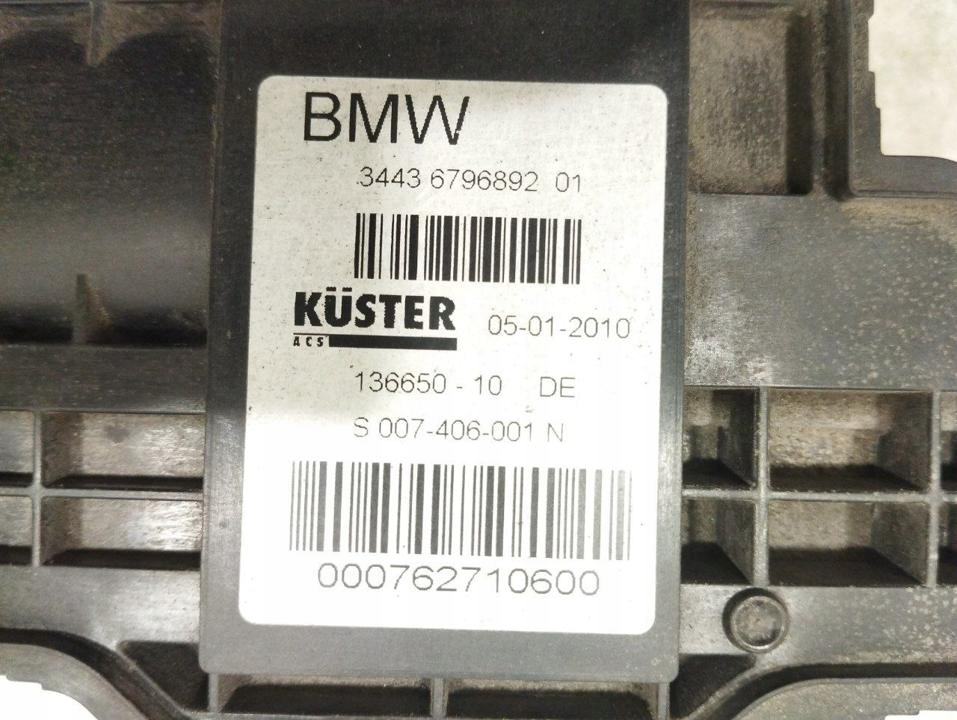 BMW
3443 6796892 01
KÜSTER 05-01-2010
ACS
136650 - 10 DE
S 007-406-001 N
000762710600